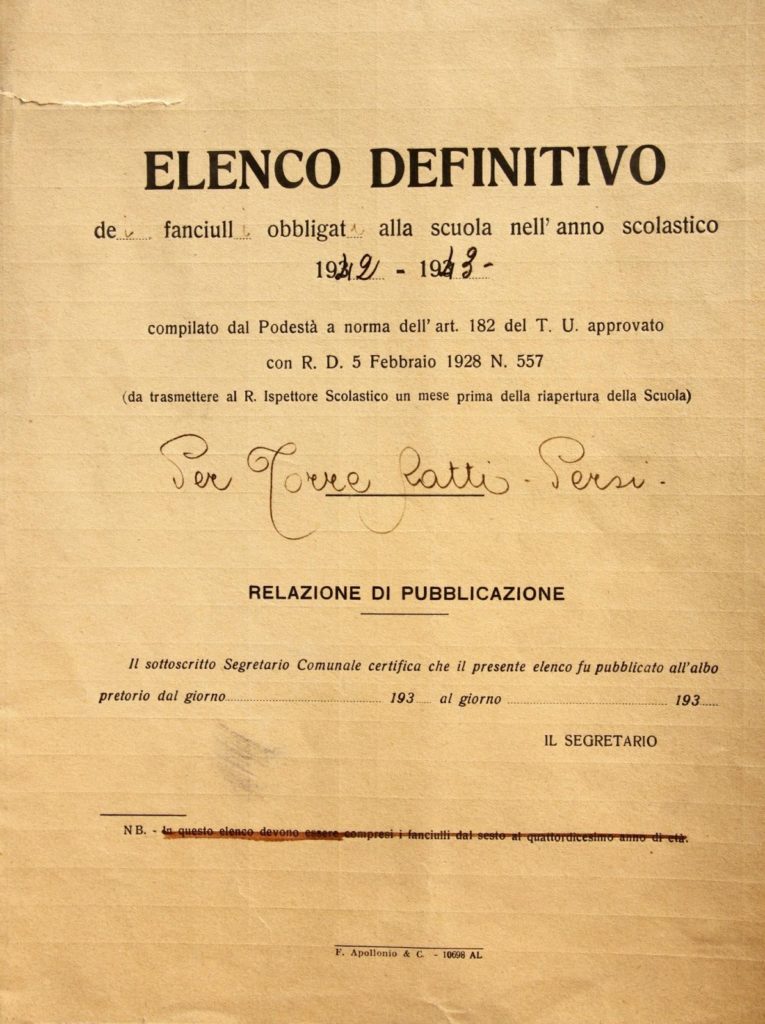 ELENCO DEFINITIVO
dei fanciulli obbligati alla scuola nell'anno scolastico
1942 - 1943 -
compilato dal Podestà a norma dell'art. 182 del T. U. approvato
con R. D. 5 Febbraio 1928 N. 557
(da trasmettere al R. Ispettore Scolastico un mese prima della riapertura della Scuola)
Per Torre Ratti - Persi -
RELAZIONE DI PUBBLICAZIONE
Il sottoscritto Segretario Comunale certifica che il presente elenco fu pubblicato all'albo
pretorio dal giorno 193 al giorno 193
IL SEGRETARIO
NB. - In questo elenco devono essere compresi i fanciulli dal sesto al quattordicesimo anno di età.
F. Apollonio & C. - 10698 AL